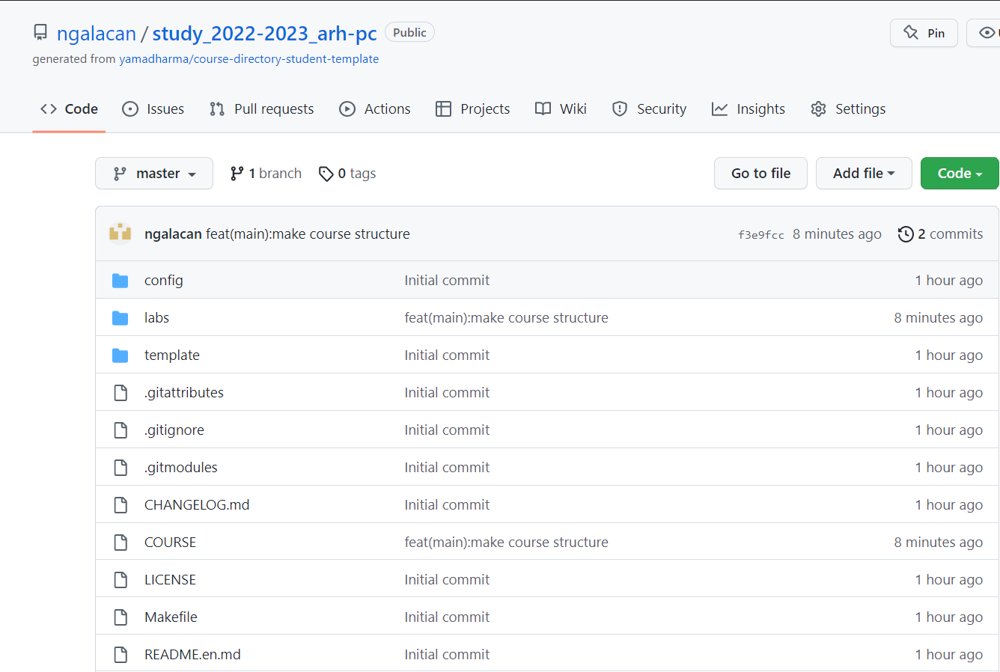 ngalacan / study_2022-2023_arh-pc Public Pin
generated from yamadharma/course-directory-student-template
Code Issues Pull requests Actions Projects Wiki Security Insights Settings
master 1 branch 0 tags Go to file Add file Code
ngalacan feat(main):make course structure f3e9fcc 8 minutes ago 2 commits
config Initial commit 1 hour ago
labs feat(main):make course structure 8 minutes ago
template Initial commit 1 hour ago
.gitattributes Initial commit 1 hour ago
.gitignore Initial commit 1 hour ago
.gitmodules Initial commit 1 hour ago
CHANGELOG.md Initial commit 1 hour ago
COURSE feat(main):make course structure 8 minutes ago
LICENSE Initial commit 1 hour ago
Makefile Initial commit 1 hour ago
README.en.md Initial commit 1 hour ago